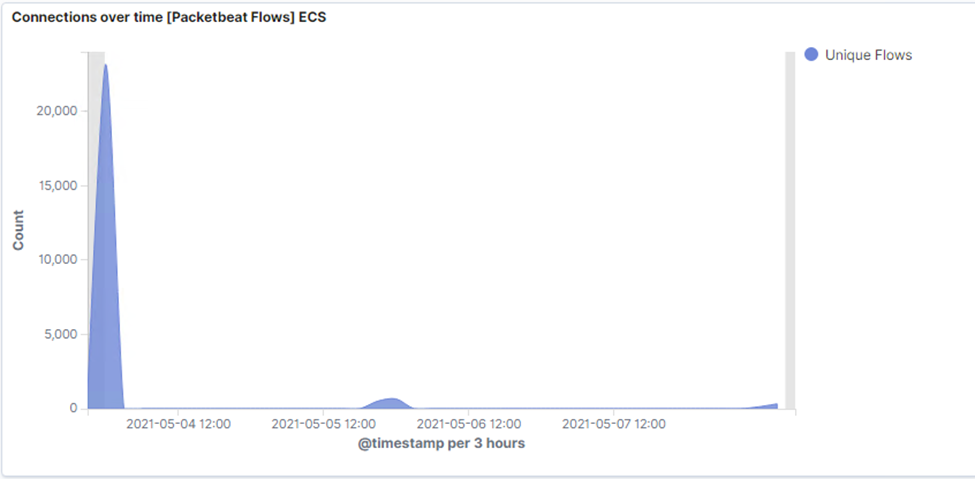 Connections over time [Packetbeat Flows] ECS
Unique Flows
20,000
15,000
10,000
5,000
0
Count
2021-05-04 12:00
2021-05-05 12:00
2021-05-06 12:00
2021-05-07 12:00
@timestamp per 3 hours